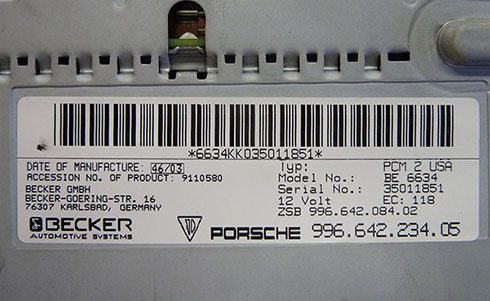 *6634KK035011851*
DATE OF MANUFACTURE: 46/03
ACCESSION NO. OF PRODUCT: 9110580
BECKER GMBH
BECKER-GOERING-STR. 16
76307 KARLSBAD, GERMANY
Typ: PCM 2 USA
Model No.: BE 6634
Serial No.: 35011851
12 Volt EC: 118
ZSB 996.642.084.02
BECKER
AUTOMOTIVE SYSTEMS
PORSCHE 996.642.234.05